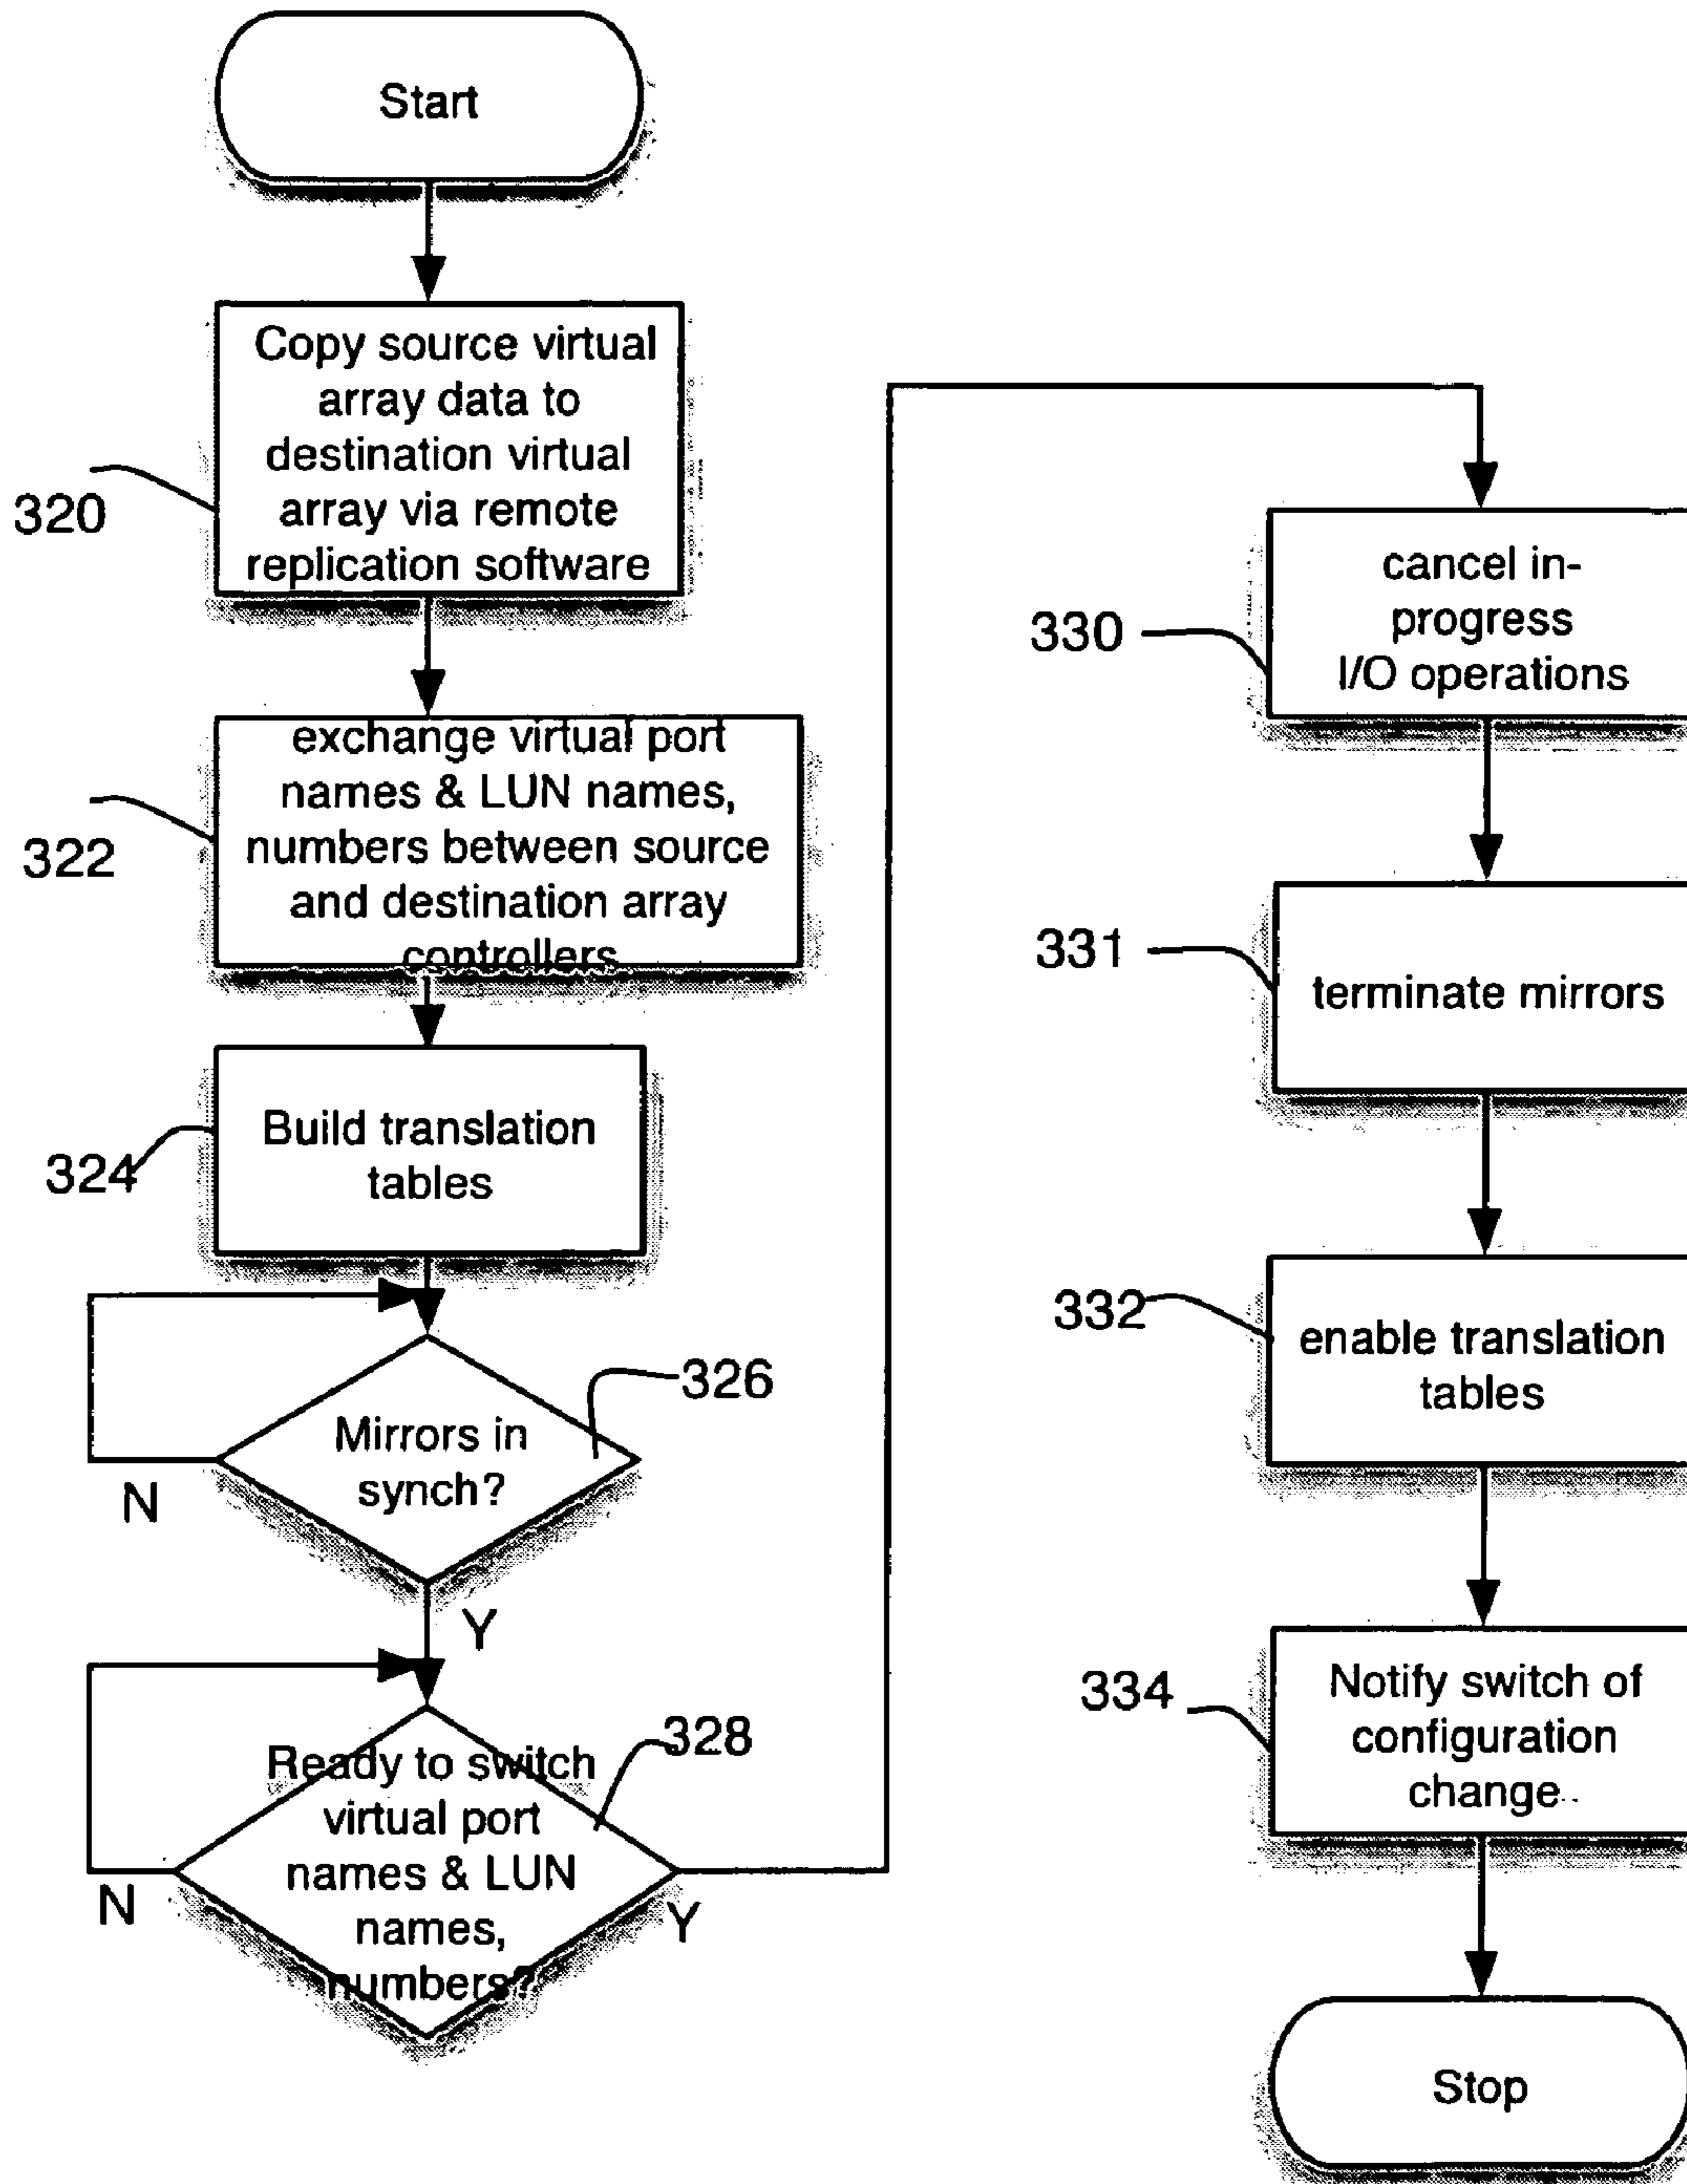 Start
Copy source virtual
array data to
destination virtual
array via remote
replication software
320
exchange virtual port
names & LUN names,
numbers between source
and destination array
controllers
322
Build translation
tables
324
Mirrors in
synch?
326
N
Y
Ready to switch
virtual port
names & LUN
names,
numbers?
328
N
Y
cancel in-
progress
I/O operations
330
terminate mirrors
331
enable translation
tables
332
Notify switch of
configuration
change
334
Stop